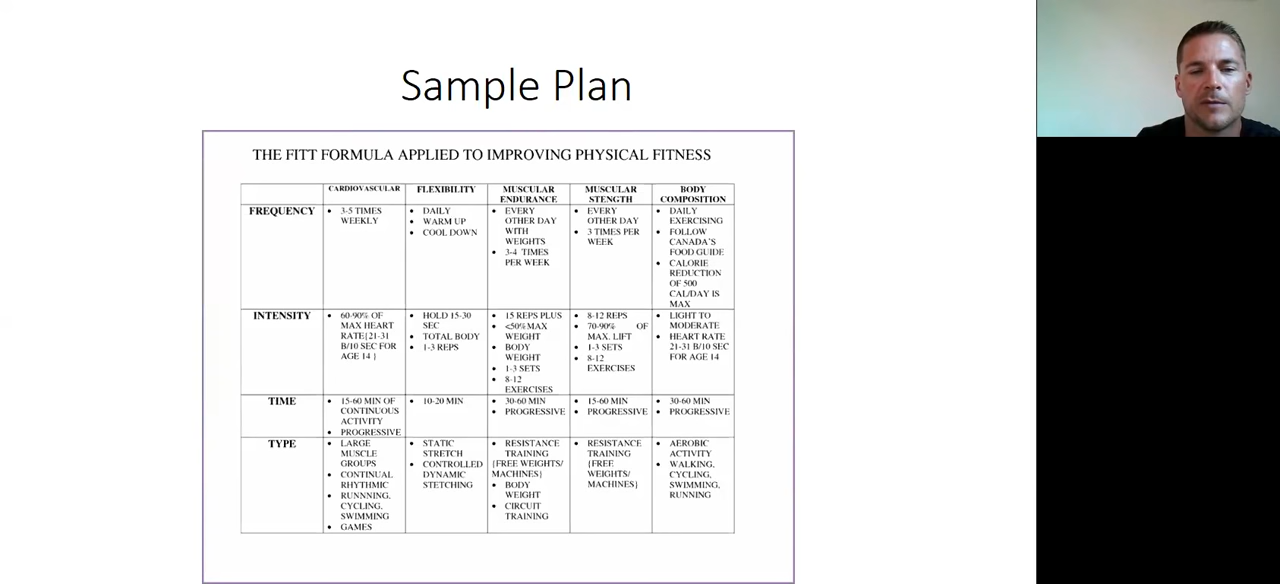 Sample Plan
THE FITT FORMULA APPLIED TO IMPROVING PHYSICAL FITNESS
CARDIOVASCULAR
FLEXIBILITY
MUSCULAR
ENDURANCE
MUSCULAR
STENGTH
BODY
COMPOSITION
FREQUENCY
• 3-5 TIMES
WEEKLY
• DAILY
• WARM UP
• COOL DOWN
• EVERY
OTHER DAY
WITH
WEIGHTS
• 3-4 TIMES
PER WEEK
• EVERY
OTHER DAY
• 3 TIMES PER
WEEK
• DAILY
EXERCISING
• FOLLOW
CANADA'S
FOOD GUIDE
• CALORIE
REDUCTION
OF 500
CAL/DAY IS
MAX
INTENSITY
• 60-90% OF
MAX HEART
RATE{21-31
B/10 SEC FOR
AGE 14 }
• HOLD 15-30
SEC
• TOTAL BODY
• 1-3 REPS
• 15 REPS PLUS
• <50%MAX
WEIGHT
• BODY
WEIGHT
• 1-3 SETS
• 8-12
EXERCISES
• 8-12 REPS
• 70-90% OF
MAX. LIFT
• 1-3 SETS
• 8-12
EXERCISES
• LIGHT TO
MODERATE
• HEART RATE
21-31 B/10 SEC
FOR AGE 14
TIME
• 15-60 MIN OF
CONTINUOUS
ACTIVITY
• PROGRESSIVE
• 10-20 MIN
• 30-60 MIN
• PROGRESSIVE
• 15-60 MIN
• PROGRESSIVE
• 30-60 MIN
• PROGRESSIVE
TYPE
• LARGE
MUSCLE
GROUPS
• CONTINUAL
RHYTHMIC
• RUNNNING,
CYCLING,
SWIMMING
• GAMES
• STATIC
STRETCH
• CONTROLLED
DYNAMIC
STETCHING
• RESISTANCE
TRAINING
{FREE WEIGHTS/
MACHINES}
• BODY
WEIGHT
• CIRCUIT
TRAINING
• RESISTANCE
TRAINING
{FREE
WEIGHTS/
MACHINES}
• AEROBIC
ACTIVITY
• WALKING,
CYCLING,
SWIMMING,
RUNNING